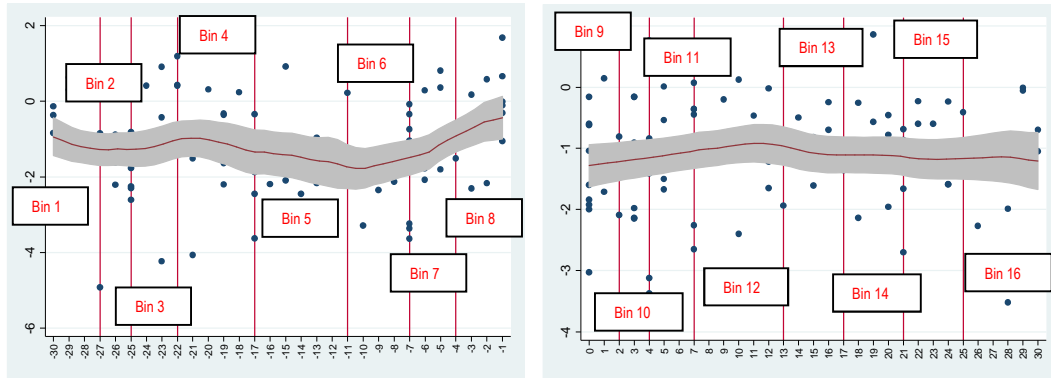 Bin 4
Bin 6
Bin 2
Bin 1
Bin 5
Bin 8
Bin 7
Bin 3
2
0
-2
-4
-6
-30 -29 -28 -27 -26 -25 -24 -23 -22 -21 -20 -19 -18 -17 -16 -15 -14 -13 -12 -11 -10 -9 -8 -7 -6 -5 -4 -3 -2 -1
Bin 9
Bin 11
Bin 13
Bin 15
Bin 10
Bin 12
Bin 14
Bin 16
0
-1
-2
-3
-4
0 1 2 3 4 5 6 7 8 9 10 11 12 13 14 15 16 17 18 19 20 21 22 23 24 25 26 27 28 29 30